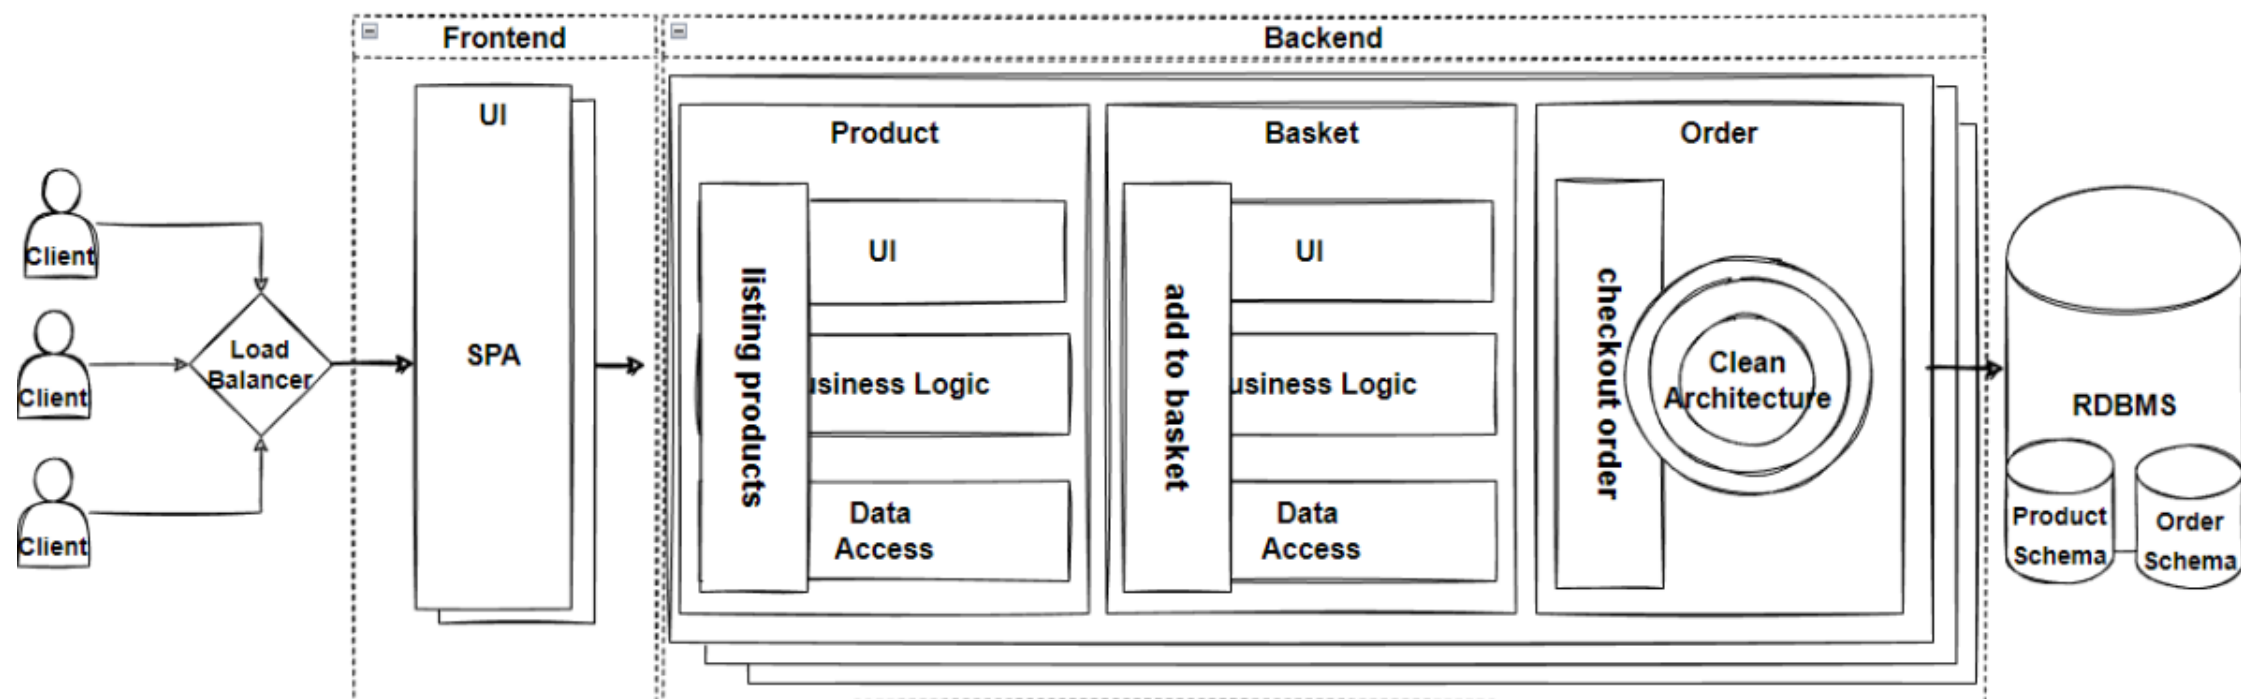 Frontend
Backend
UI
SPA
Client
Client
Client
Load
Balancer
Product
listing products
UI
usiness Logic
Data
Access
Basket
add to basket
UI
usiness Logic
Data
Access
Order
checkout order
Clean
Architecture
RDBMS
Product
Schema
Order
Schema